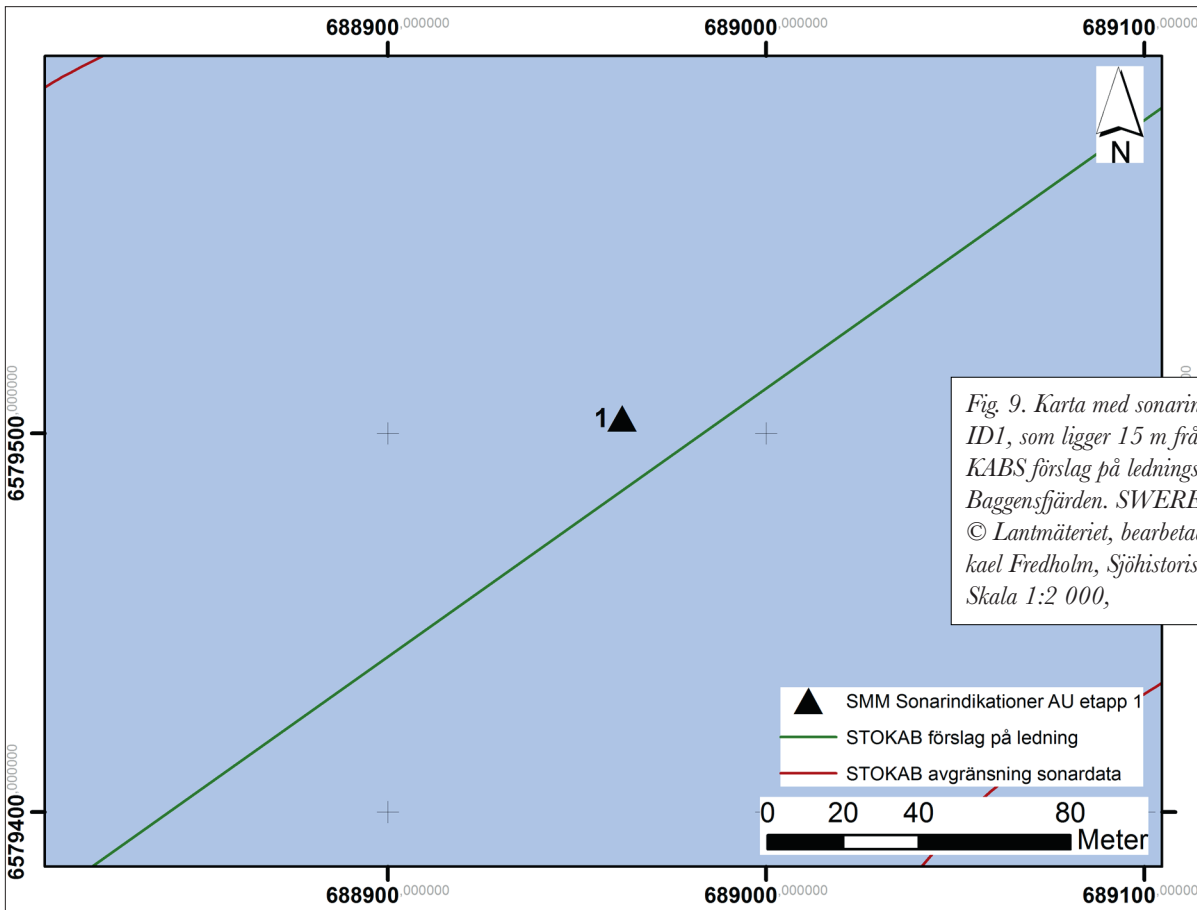 688900,000000 689000,000000 689100,000000
N
1
6579500,000000
6579400,000000
Fig. 9. Karta med sonarin
ID1, som ligger 15 m frå
KABS förslag på lednings
Baggensfjärden. SWERE
© Lantmäteriet, bearbeta
kael Fredholm, Sjöhistoris
Skala 1:2 000,
SMM Sonarindikationer AU etapp 1
STOKAB förslag på ledning
STOKAB avgränsning sonardata
0 20 40 80
Meter
688900,000000 689000,000000 689100,000000